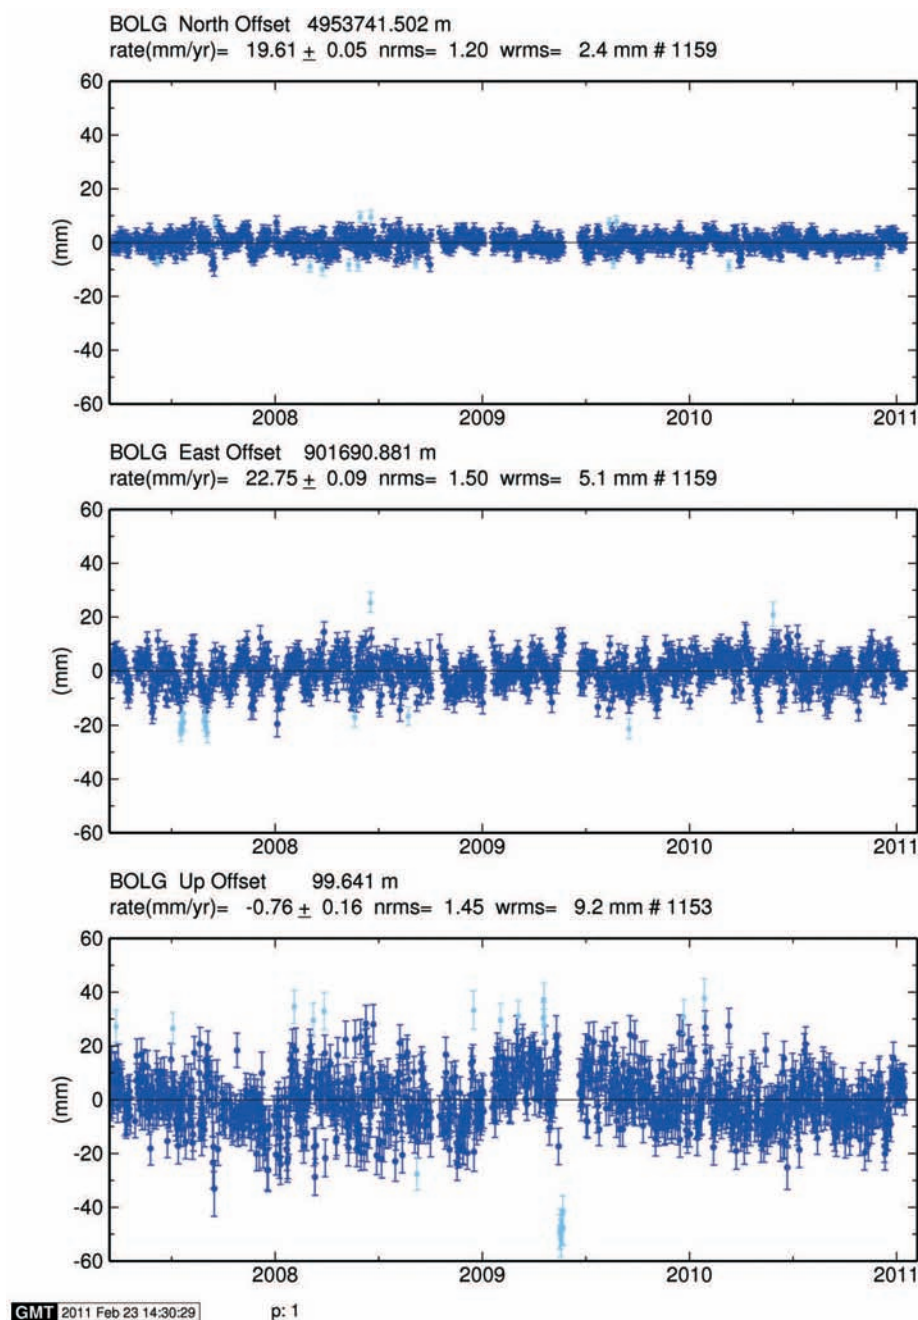 BOLG North Offset 4953741.502 m
rate(mm/yr)= 19.61 ± 0.05 nrms= 1.20 wrms= 2.4 mm # 1159
60
40
20
0
-20
-40
-60
(mm)
2008 2009 2010 2011
BOLG East Offset 901690.881 m
rate(mm/yr)= 22.75 ± 0.09 nrms= 1.50 wrms= 5.1 mm # 1159
60
40
20
0
-20
-40
-60
(mm)
2008 2009 2010 2011
BOLG Up Offset 99.641 m
rate(mm/yr)= -0.76 ± 0.16 nrms= 1.45 wrms= 9.2 mm # 1153
60
40
20
0
-20
-40
-60
(mm)
2008 2009 2010 2011
GMT 2011 Feb 23 14:30:29 p: 1